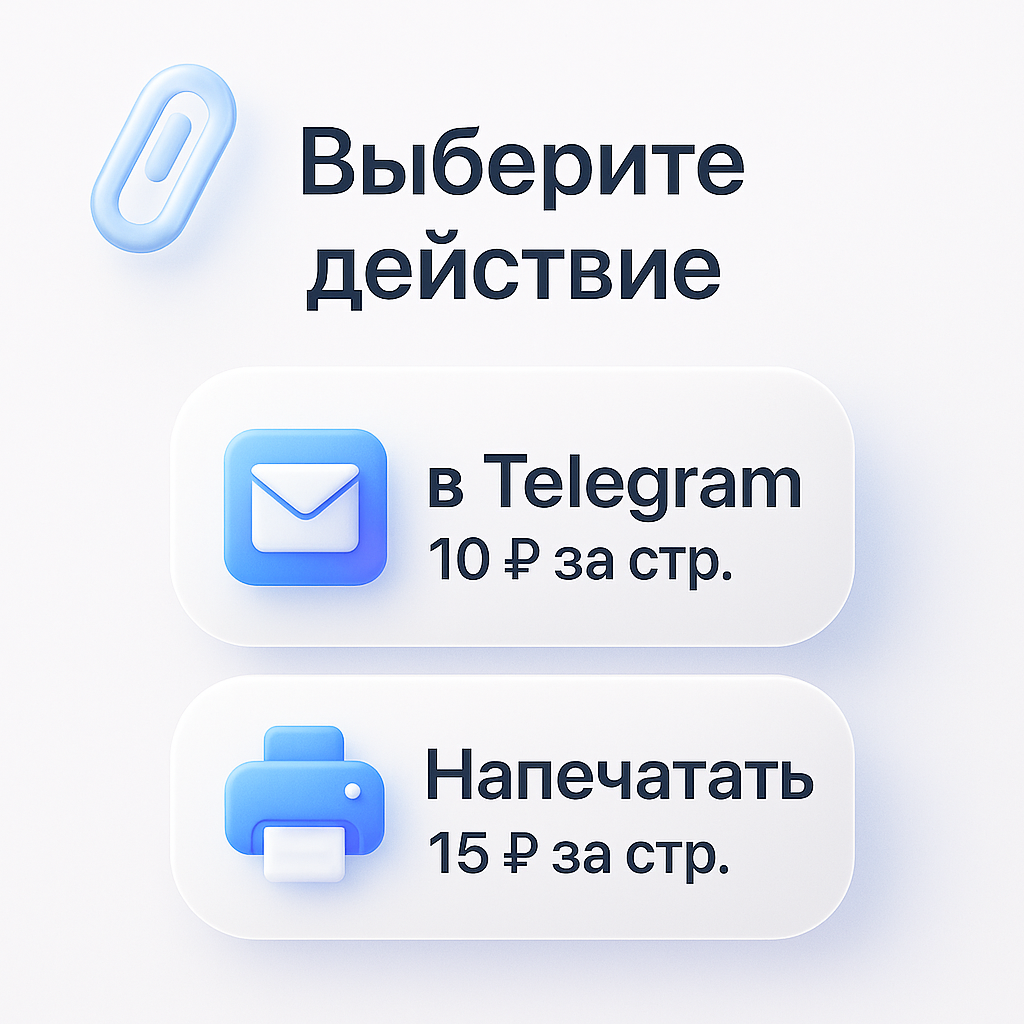 Выберите
действие
в Telegram
10 ₽ за стр.
Напечатать
15 ₽ за стр.